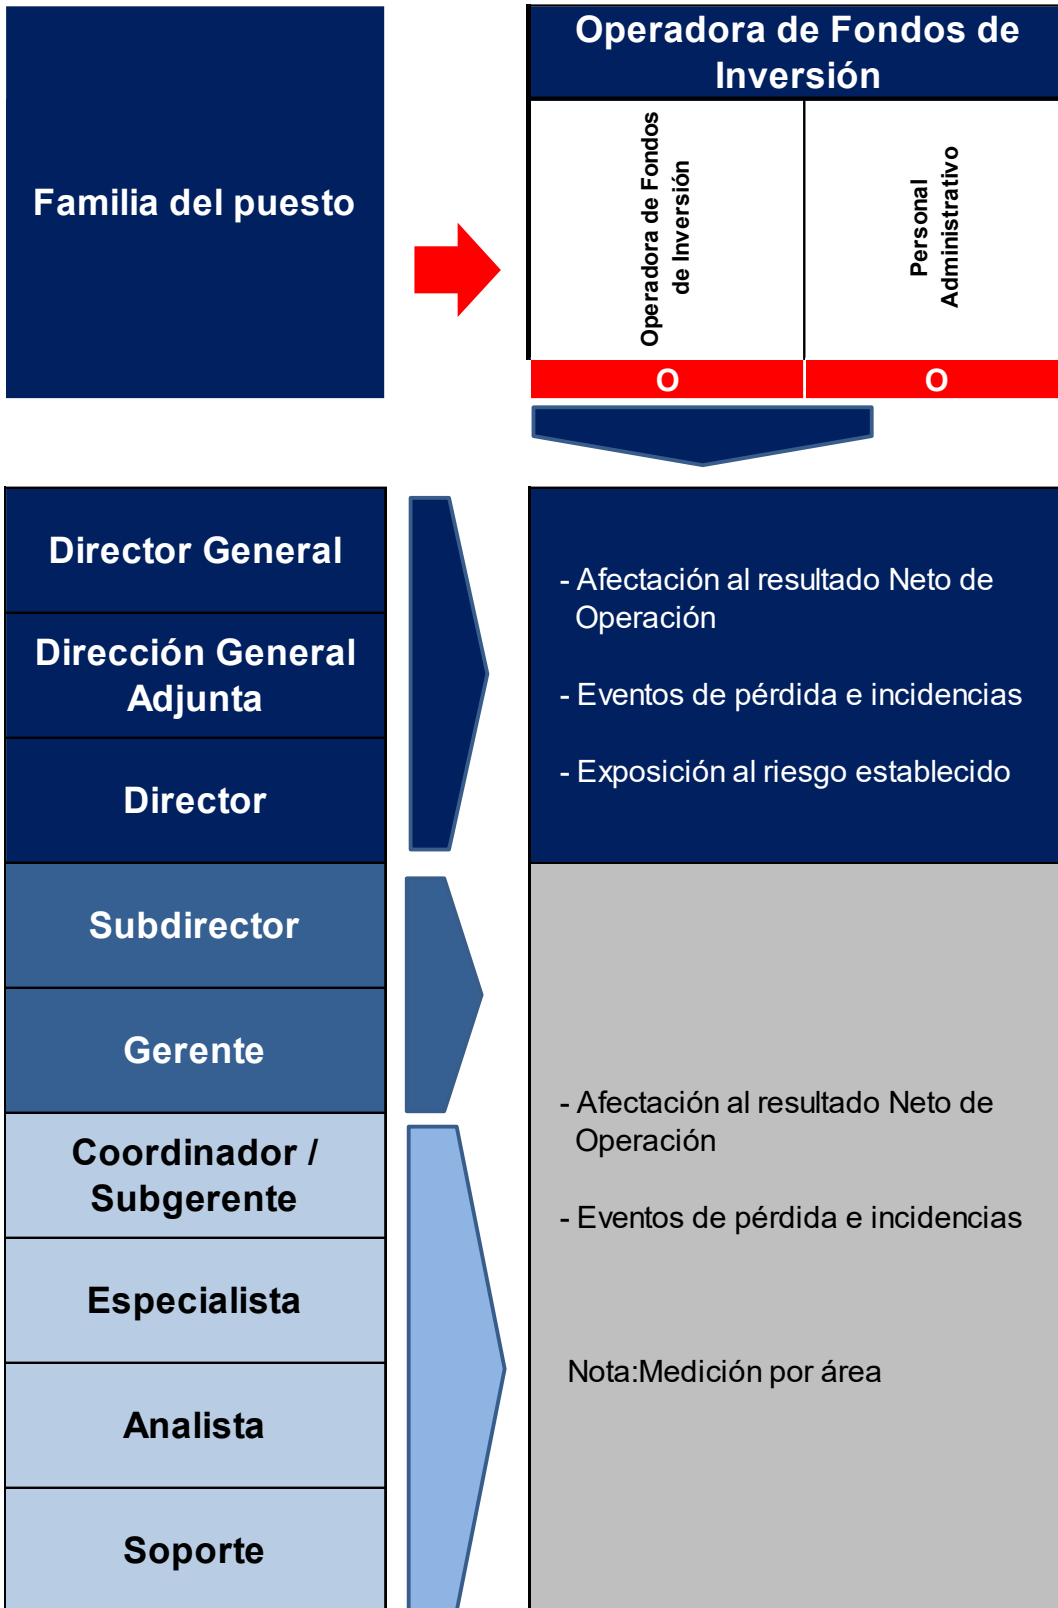 Familia del puesto
Operadora de Fondos de
Inversión
Operadora de Fondos
de Inversión
Personal
Administrativo
O
O
Director General
Dirección General
Adjunta
Director
Subdirector
Gerente
Coordinador /
Subgerente
Especialista
Analista
Soporte
- Afectación al resultado Neto de
Operación
- Eventos de pérdida e incidencias
- Exposición al riesgo establecido
- Afectación al resultado Neto de
Operación
- Eventos de pérdida e incidencias
Nota:Medición por área